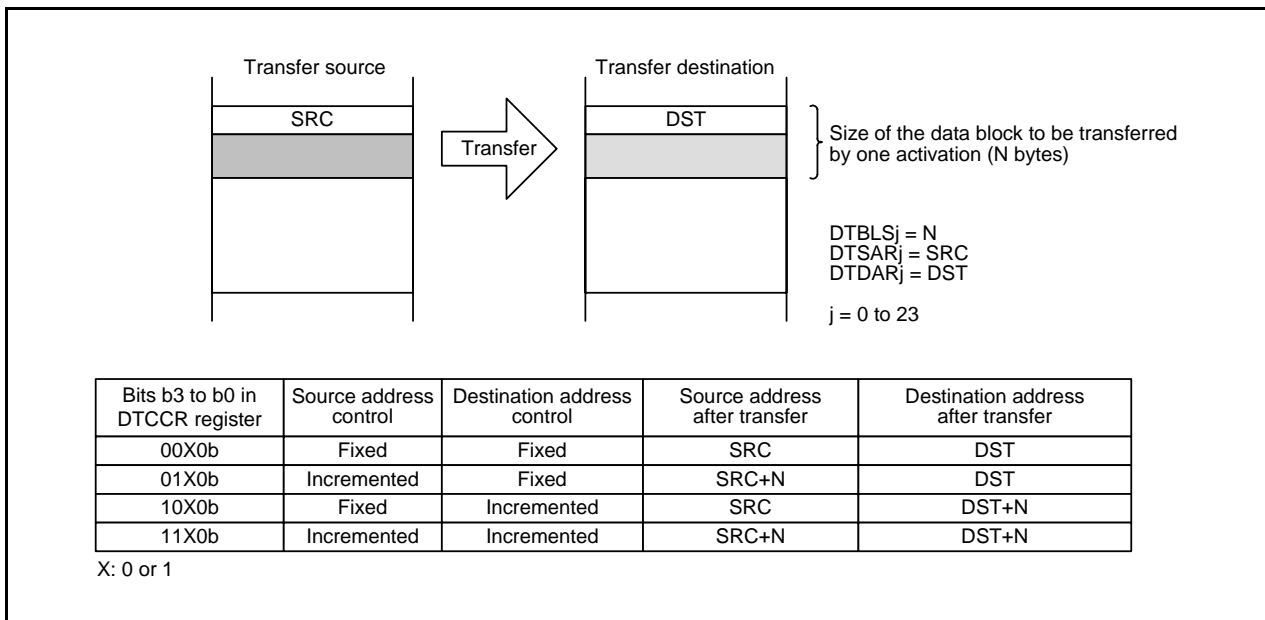 Transfer source
Transfer destination
SRC
DST
Transfer
Size of the data block to be transferred
by one activation (N bytes)
DTBLSj = N
DTSARj = SRC
DTDARj = DST
j = 0 to 23
Bits b3 to b0 in DTCCR register | Source address control | Destination address control | Source address after transfer | Destination address after transfer
00X0b | Fixed | Fixed | SRC | DST
01X0b | Incremented | Fixed | SRC+N | DST
10X0b | Fixed | Incremented | SRC | DST+N
11X0b | Incremented | Incremented | SRC+N | DST+N
X: 0 or 1